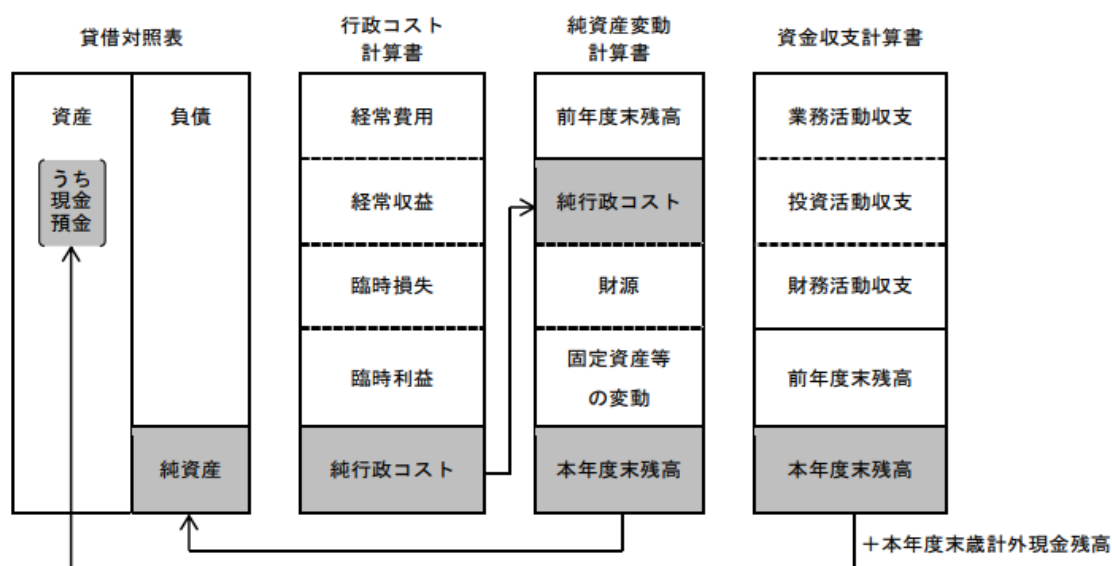 貸借対照表
行政コスト
計算書
純資産変動
計算書
資金収支計算書
資産
うち
現金
預金
負債
純資産
経常費用
経常収益
臨時損失
臨時利益
純行政コスト
前年度末残高
純行政コスト
財源
固定資産等
の変動
本年度末残高
業務活動収支
投資活動収支
財務活動収支
前年度末残高
本年度末残高
＋本年度末歳計外現金残高